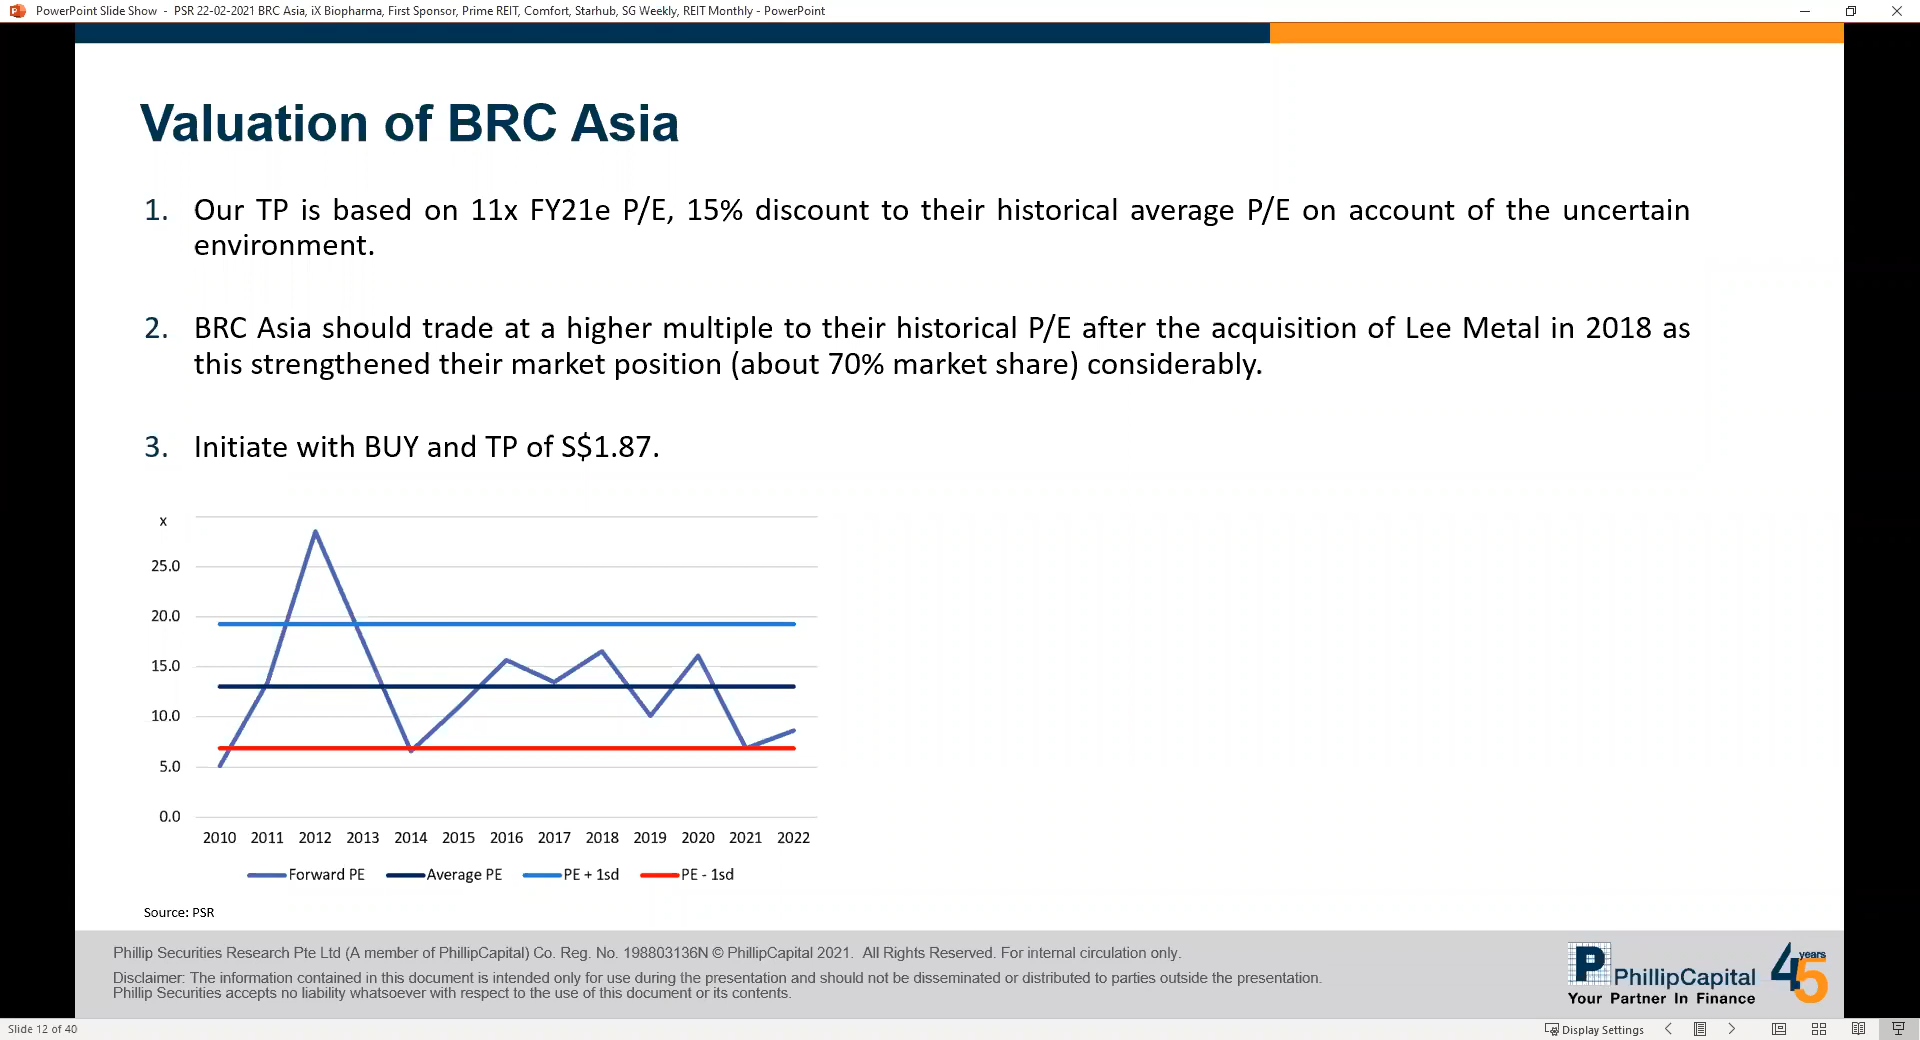 PowerPoint Slide Show - PSR 22-02-2021 BRC Asia, iX Biopharma, First Sponsor, Prime REIT, Comfort, Starhub, SG Weekly, REIT Monthly - PowerPoint
Valuation of BRC Asia
1. Our TP is based on 11x FY21e P/E, 15% discount to their historical average P/E on account of the uncertain
environment.
2. BRC Asia should trade at a higher multiple to their historical P/E after the acquisition of Lee Metal in 2018 as
this strengthened their market position (about 70% market share) considerably.
3. Initiate with BUY and TP of S$1.87.
x
25.0
20.0
15.0
10.0
5.0
0.0
2010 2011 2012 2013 2014 2015 2016 2017 2018 2019 2020 2021 2022
Forward PE Average PE PE + 1sd PE - 1sd
Source: PSR
Phillip Securities Research Pte Ltd (A member of PhillipCapital) Co. Reg. No. 198803136N © PhillipCapital 2021. All Rights Reserved. For internal circulation only.
Disclaimer: The information contained in this document is intended only for use during the presentation and should not be disseminated or distributed to parties outside the presentation.
Phillip Securities accepts no liability whatsoever with respect to the use of this document or its contents.
P PhillipCapital
Your Partner In Finance
45 years
Slide 12 of 40
Display Settings